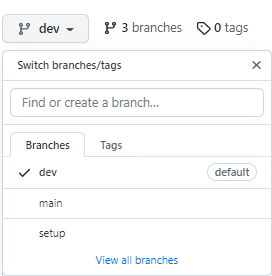 dev 3 branches 0 tags
Switch branches/tags
Find or create a branch...
Branches Tags
dev default
main
setup
View all branches